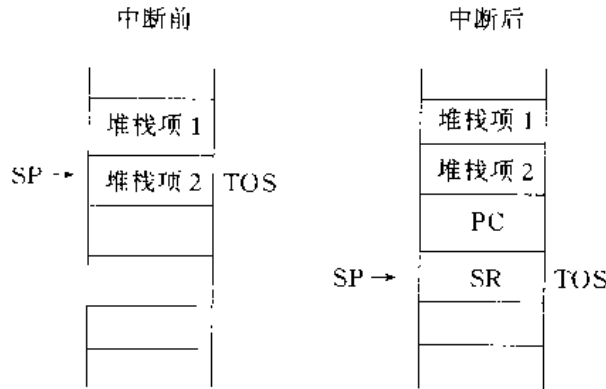 中断前 中断后
堆栈项 1 堆栈项 1
SP → 堆栈项 2 TOS 堆栈项 2
PC
SP → SR TOS